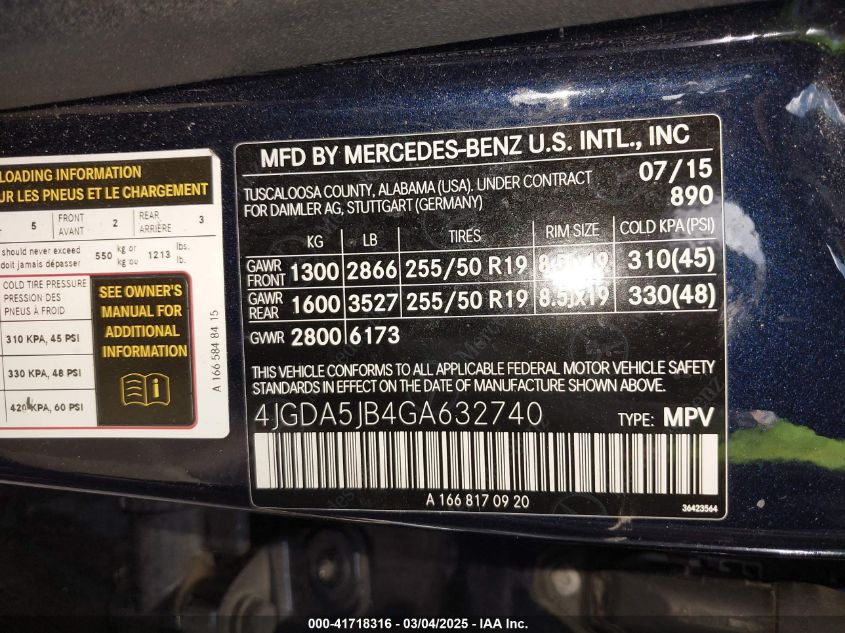 LOADING INFORMATION
UR LES PNEUS ET LE CHARGEMENT
5 FRONT AVANT 2 REAR ARRIÈRE 3
should never exceed
doit jamais dépasser 550 kg or kg ou 1213 lbs. lb.
COLD TIRE PRESSURE
PRESSION DES
PNEUS À FROID
310 KPA, 45 PSI
330 KPA, 48 PSI
420 KPA, 60 PSI
SEE OWNER'S
MANUAL FOR
ADDITIONAL
INFORMATION
A 166 584 84 15
MFD BY MERCEDES-BENZ U.S. INTL., INC
TUSCALOOSA COUNTY, ALABAMA (USA). UNDER CONTRACT 07/15
FOR DAIMLER AG, STUTTGART (GERMANY) 890
KG LB TIRES RIM SIZE COLD KPA (PSI)
GAWR FRONT 1300 2866 255/50 R19 8.5Jx19 310(45)
GAWR REAR 1600 3527 255/50 R19 8.5Jx19 330(48)
GVWR 2800 6173
THIS VEHICLE CONFORMS TO ALL APPLICABLE FEDERAL MOTOR VEHICLE SAFETY
STANDARDS IN EFFECT ON THE DATE OF MANUFACTURE SHOWN ABOVE.
4JGDA5JB4GA632740 TYPE: MPV
A 166 817 09 20
36423564
000-41718316 - 03/04/2025 - IAA Inc.